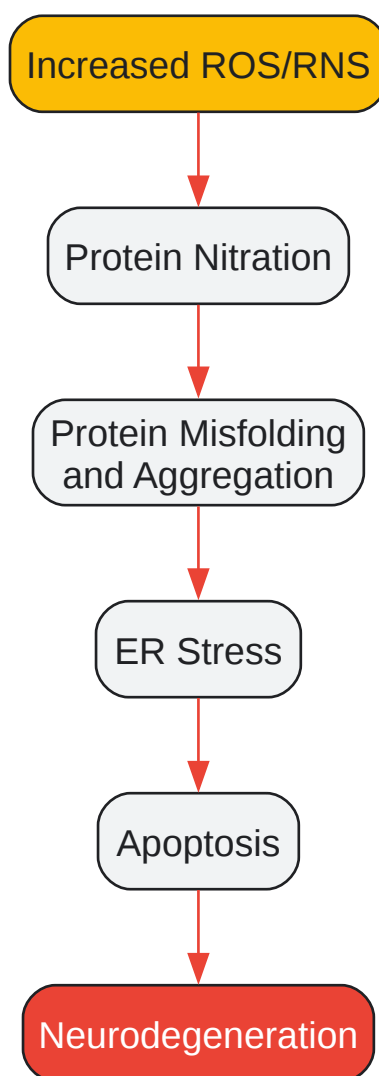 Increased ROS/RNS
Protein Nitration
Protein Misfolding
and Aggregation
ER Stress
Apoptosis
Neurodegeneration